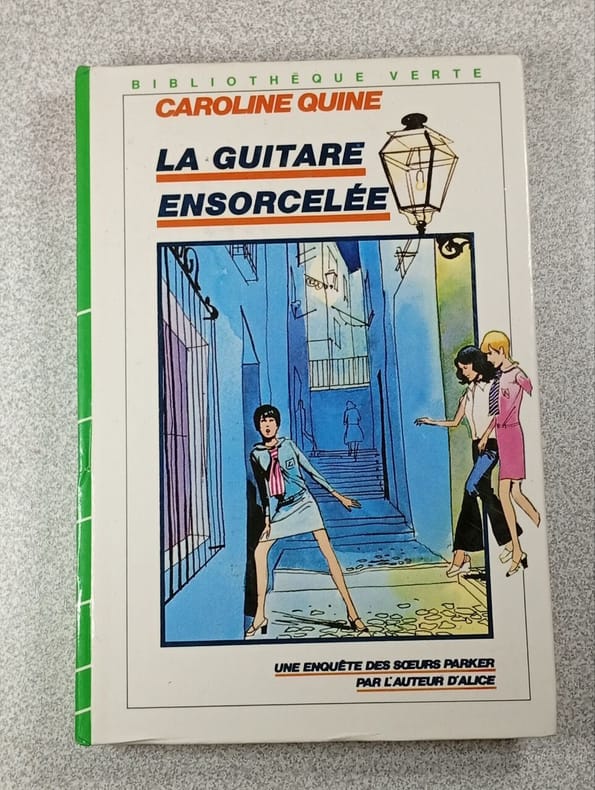 BIBLIOTHÈQUE VERTE
CAROLINE QUINE
LA GUITARE
ENSORCELÉE
UNE ENQUÊTE DES SŒURS PARKER
PAR L'AUTEUR D'ALICE